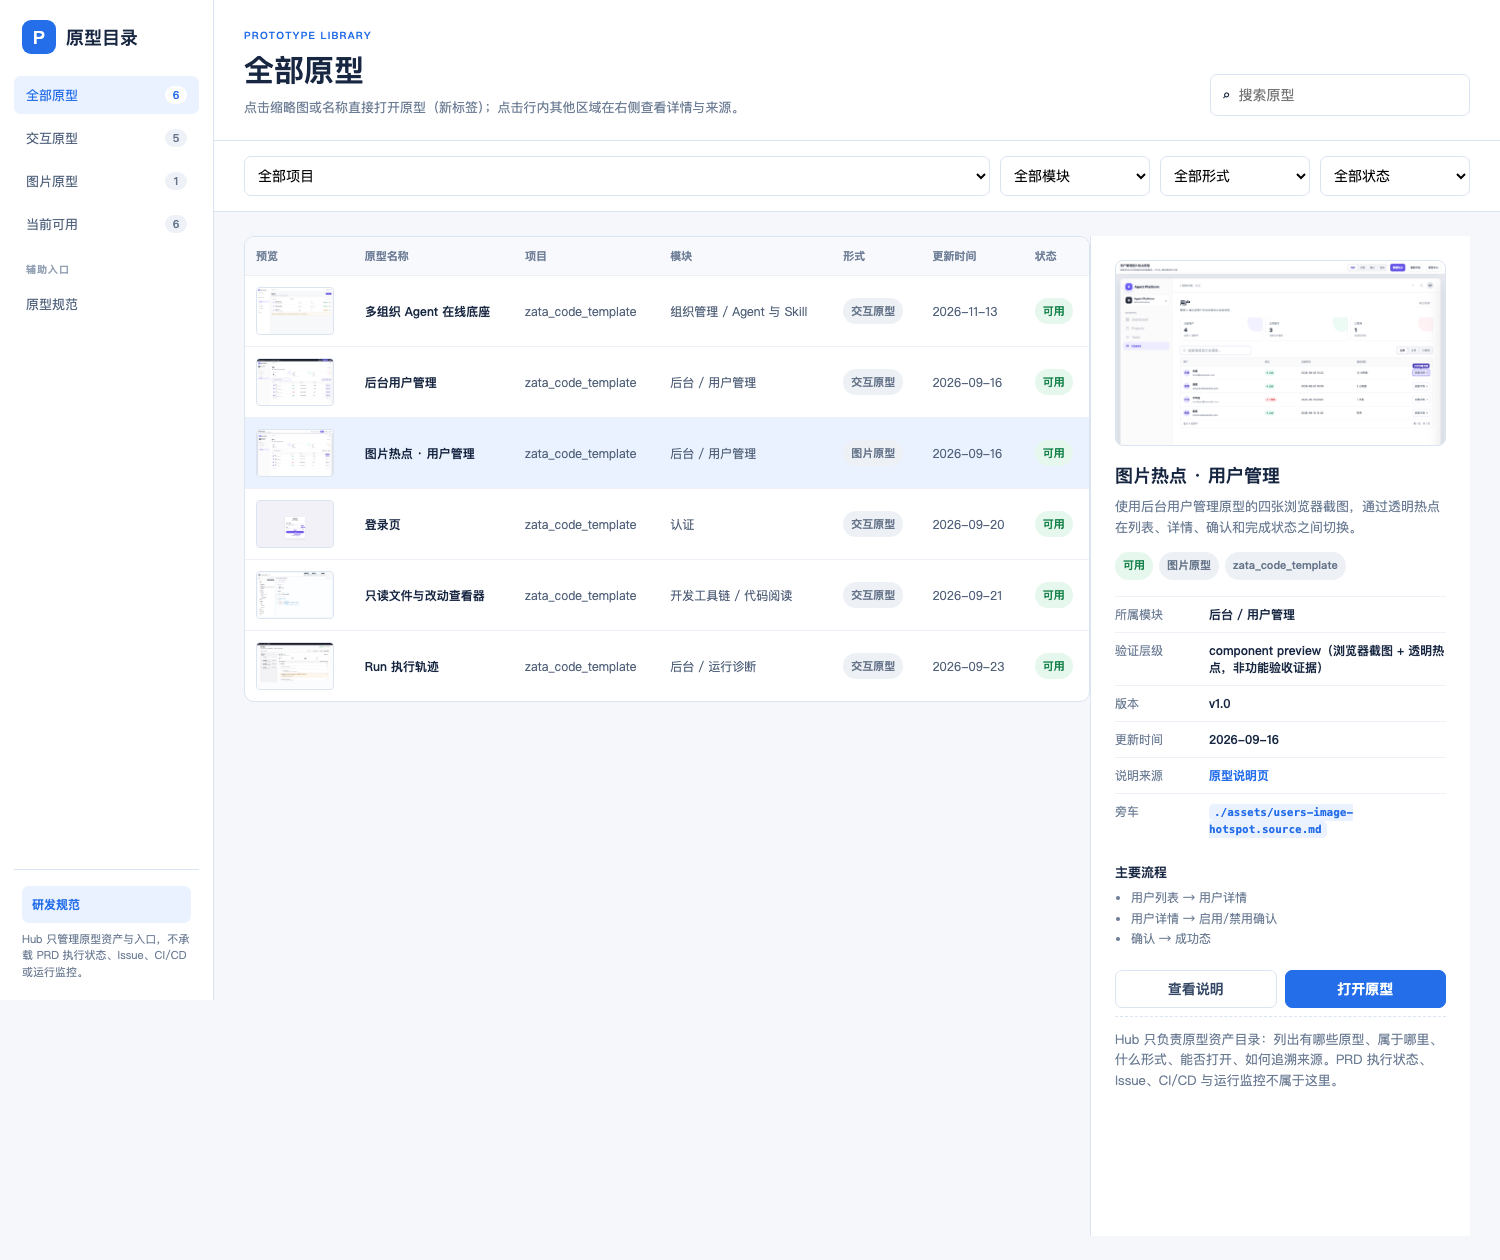 P 原型目录
全部原型 6
交互原型 5
图片原型 1
当前可用 6
辅助入口
原型规范
研发规范
Hub 只管理原型资产与入口，不承
载 PRD 执行状态、Issue、CI/CD
或运行监控。
PROTOTYPE LIBRARY
全部原型
点击缩略图或名称直接打开原型（新标签）；点击行内其他区域在右侧查看详情与来源。
搜索原型
全部项目 全部模块 全部形式 全部状态
预览 原型名称 项目 模块 形式 更新时间 状态
多组织 Agent 在线底座 zata_code_template 组织管理 / Agent 与 Skill 交互原型 2026-11-13 可用
后台用户管理 zata_code_template 后台 / 用户管理 交互原型 2026-09-16 可用
图片热点 · 用户管理 zata_code_template 后台 / 用户管理 图片原型 2026-09-16 可用
登录页 zata_code_template 认证 交互原型 2026-09-20 可用
只读文件与改动查看器 zata_code_template 开发工具链 / 代码阅读 交互原型 2026-09-21 可用
Run 执行轨迹 zata_code_template 后台 / 运行诊断 交互原型 2026-09-23 可用
Agent Platform
Agent Platform
用户
4
3
1
图片热点 · 用户管理
使用后台用户管理原型的四张浏览器截图，通过透明热点
在列表、详情、确认和完成状态之间切换。
可用 图片原型 zata_code_template
所属模块 后台 / 用户管理
验证层级 component preview（浏览器截图 + 透明热
点，非功能验收证据）
版本 v1.0
更新时间 2026-09-16
说明来源 原型说明页
旁车 ./assets/users-image-
hotspot.source.md
主要流程
• 用户列表 → 用户详情
• 用户详情 → 启用/禁用确认
• 确认 → 成功态
查看说明 打开原型
Hub 只负责原型资产目录：列出有哪些原型、属于哪里、
什么形式、能否打开、如何追溯来源。PRD 执行状态、
Issue、CI/CD 与运行监控不属于这里。